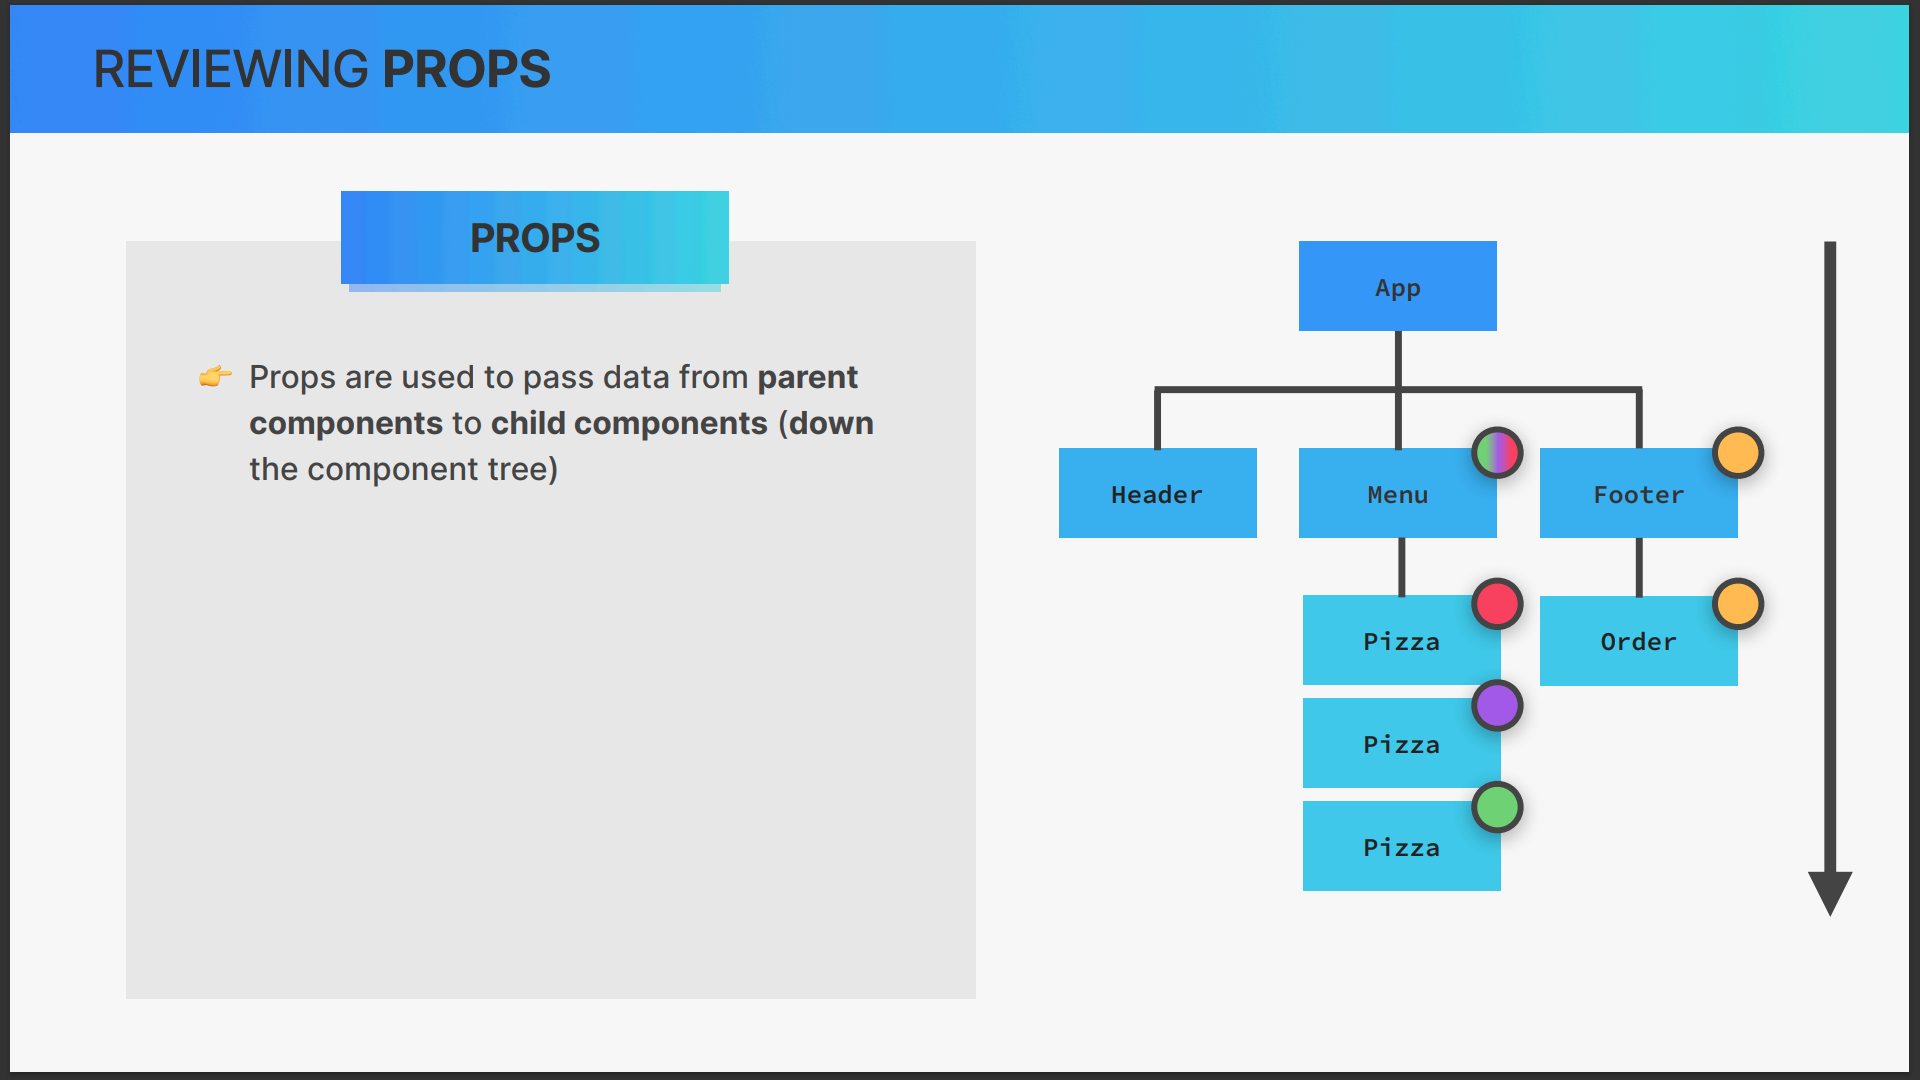 REVIEWING PROPS
PROPS
👉 Props are used to pass data from parent
components to child components (down
the component tree)
App
Header
Menu
Footer
Pizza
Order
Pizza
Pizza